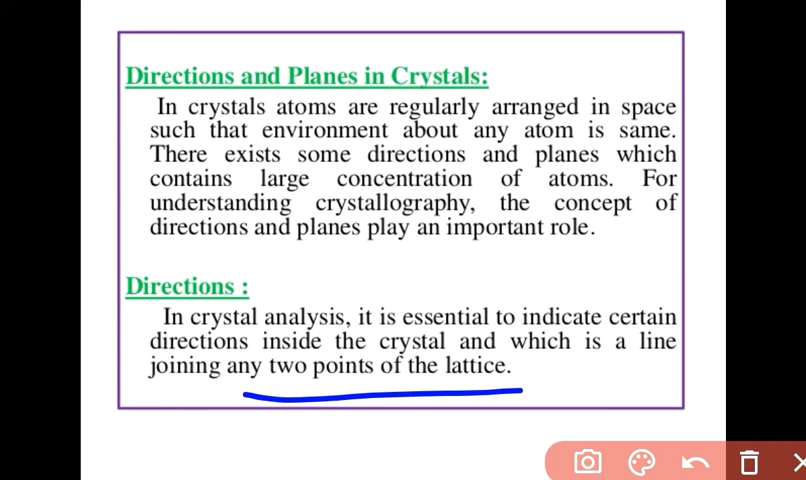 Directions and Planes in Crystals:
In crystals atoms are regularly arranged in space
such that environment about any atom is same.
There exists some directions and planes which
contains large concentration of atoms. For
understanding crystallography, the concept of
directions and planes play an important role.
Directions :
In crystal analysis, it is essential to indicate certain
directions inside the crystal and which is a line
joining any two points of the lattice.